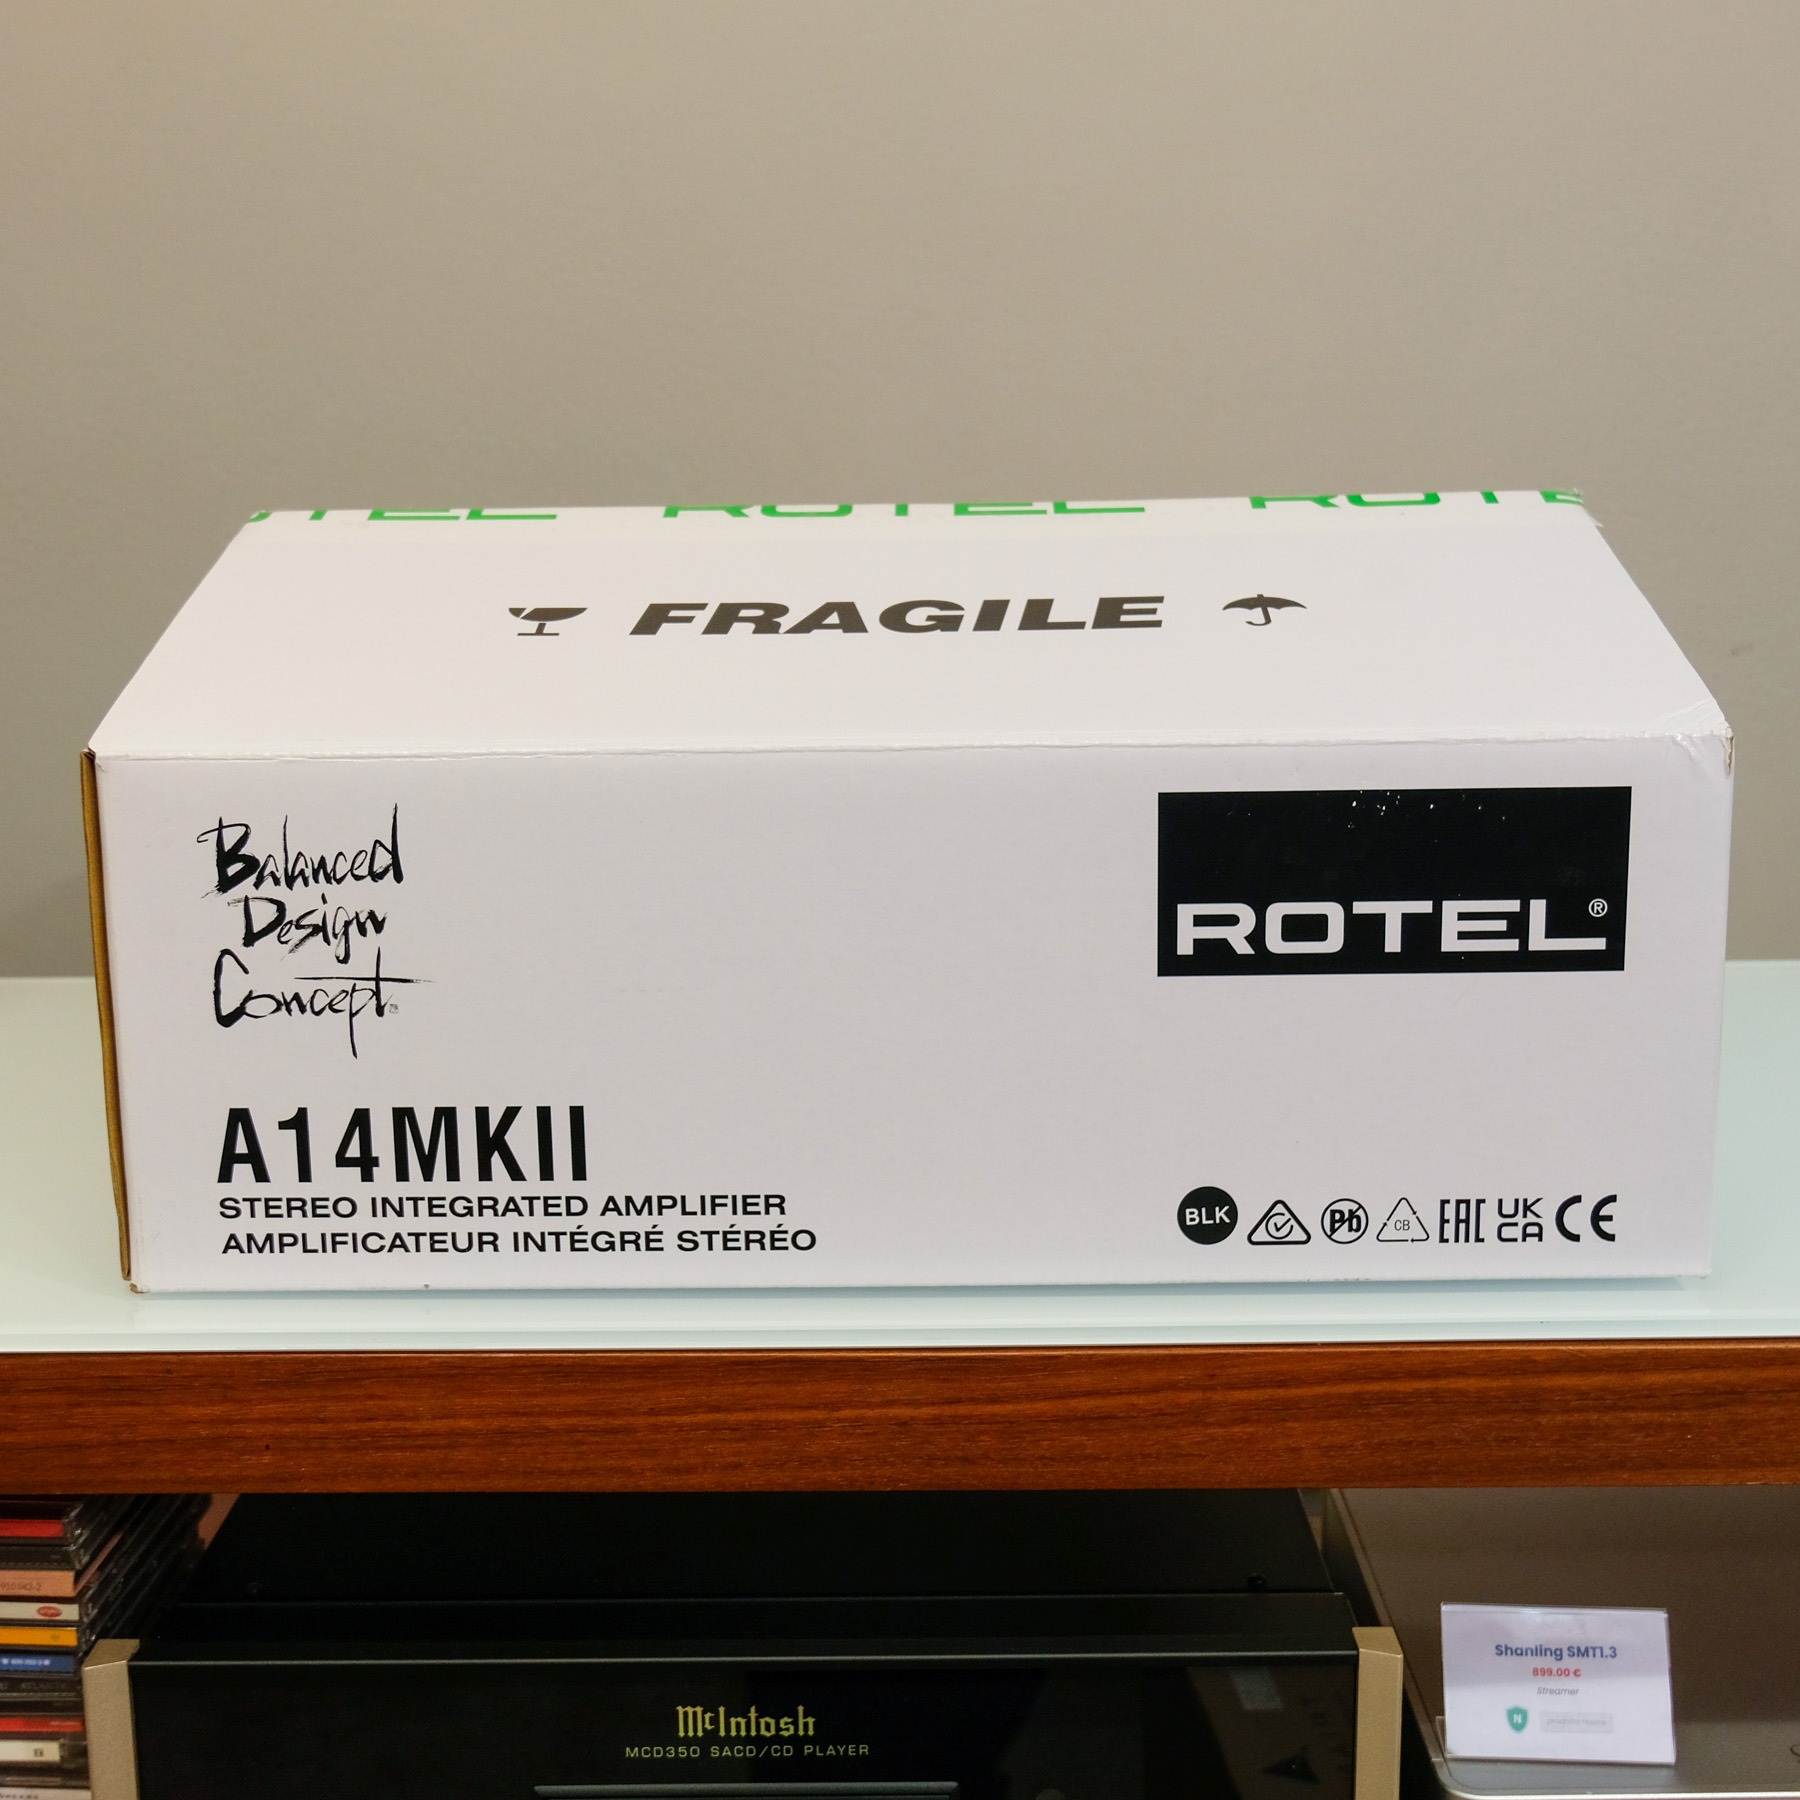 ROTEL ROTEL ROTE
FRAGILE
Balanced
Design
Concept
ROTEL®
A14MKII
STEREO INTEGRATED AMPLIFIER
AMPLIFICATEUR INTÉGRÉ STÉRÉO
BLK
Pb
CB
EAC
UK
CA
CE
McIntosh
MCD350 SACD/CD PLAYER
Shanling SMT1.3
899.00 €
Streamer
N